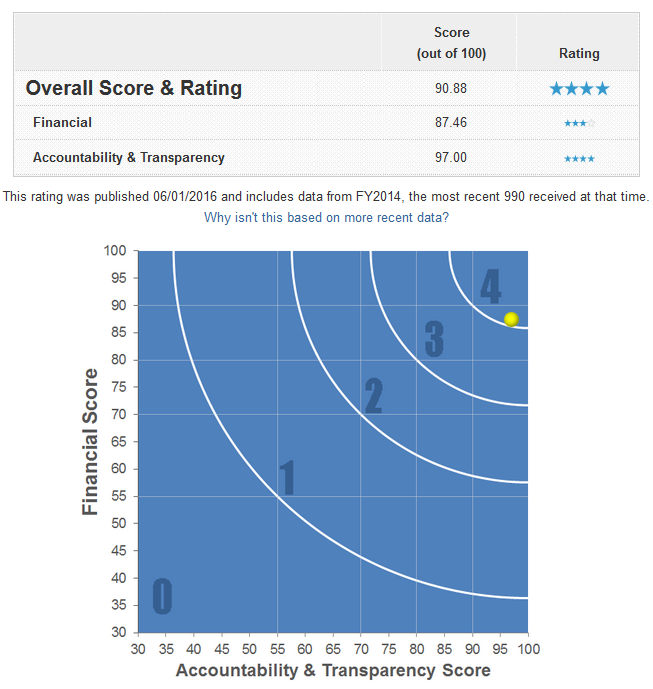 Score
(out of 100) Rating
Overall Score & Rating 90.88 ★★★★
Financial 87.46 ★★★☆
Accountability & Transparency 97.00 ★★★★
This rating was published 06/01/2016 and includes data from FY2014, the most recent 990 received at that time.
Why isn't this based on more recent data?
100
95
90
85
80
75
70
65
60
55
50
45
40
35
30
Financial Score
4
3
2
1
0
30 35 40 45 50 55 60 65 70 75 80 85 90 95 100
Accountability & Transparency Score